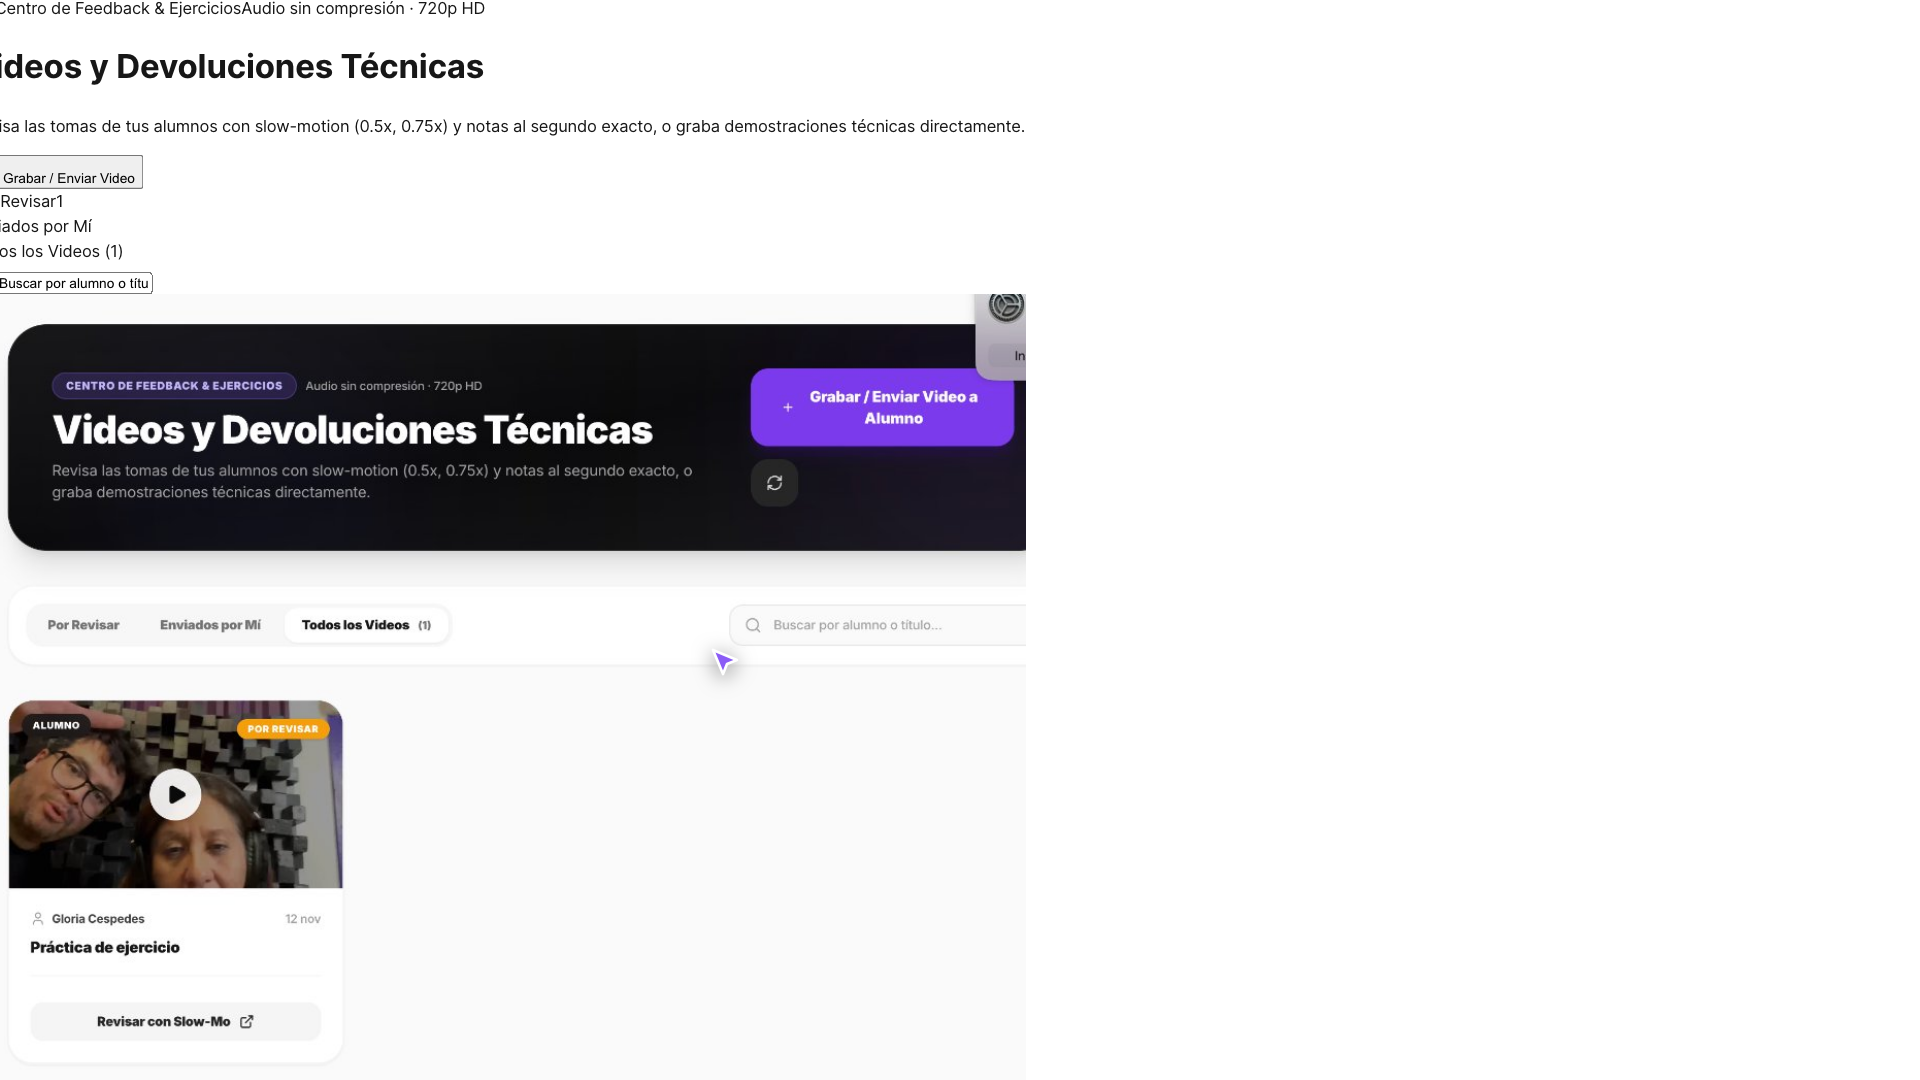 Centro de Feedback & EjerciciosAudio sin compresión · 720p HD
ideos y Devoluciones Técnicas
isa las tomas de tus alumnos con slow-motion (0.5x, 0.75x) y notas al segundo exacto, o graba demostraciones técnicas directamente.
Grabar / Enviar Video
Revisar1
iados por Mí
os los Videos (1)
Buscar por alumno o títu
In
CENTRO DE FEEDBACK & EJERCICIOS Audio sin compresión · 720p HD
Videos y Devoluciones Técnicas
Revisa las tomas de tus alumnos con slow-motion (0.5x, 0.75x) y notas al segundo exacto, o
graba demostraciones técnicas directamente.
+ Grabar / Enviar Video a
Alumno
Por Revisar Enviados por Mí Todos los Videos (1)
Buscar por alumno o título...
ALUMNO POR REVISAR
Gloria Cespedes 12 nov
Práctica de ejercicio
Revisar con Slow-Mo